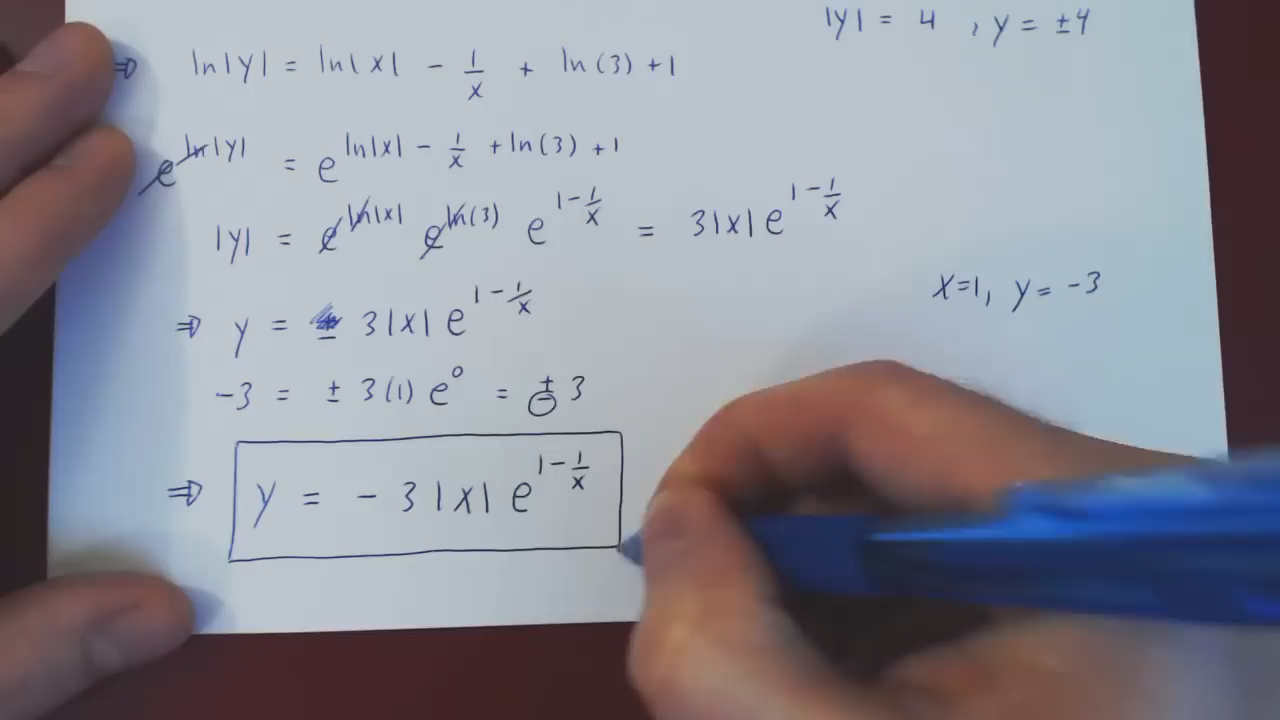 |y| = 4 , y = ±4
⇒ ln|y| = ln|x| - 1/x + ln(3) + 1
e^{ln|y|} = e^{ln|x| - 1/x + ln(3) + 1}
|y| = e^{ln|x|} e^{ln(3)} e^{1 - 1/x} = 3|x| e^{1 - 1/x}
x=1, y = -3
⇒ y = ± 3|x| e^{1 - 1/x}
-3 = ± 3(1) e^0 = ± 3
⇒ y = - 3|x| e^{1 - 1/x}